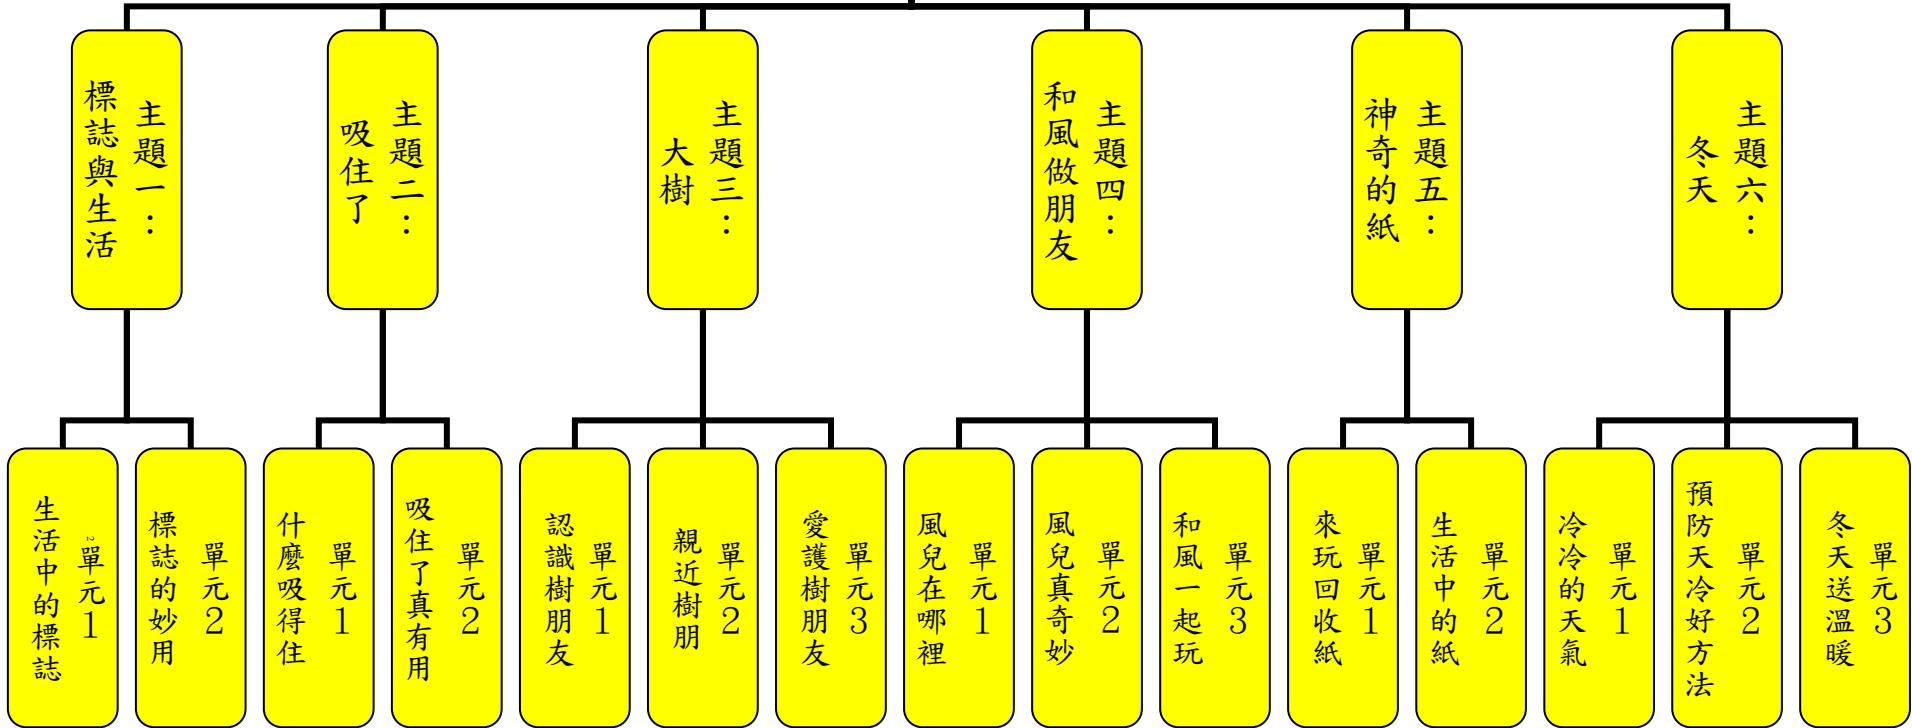 主題一：
標誌與生活
主題二：
吸住了
主題三：
大樹
主題四：
和風做朋友
主題五：
神奇的紙
主題六：
冬天
²單元1
生活中的標誌
單元2
標誌的妙用
單元1
什麼吸得住
單元2
吸住了真有用
單元1
認識樹朋友
單元2
親近樹朋
單元3
愛護樹朋友
單元1
風兒在哪裡
單元2
風兒真奇妙
單元3
和風一起玩
單元1
來玩回收紙
單元2
生活中的紙
單元1
冷冷的天氣
單元2
預防天冷好方法
單元3
冬天送溫暖